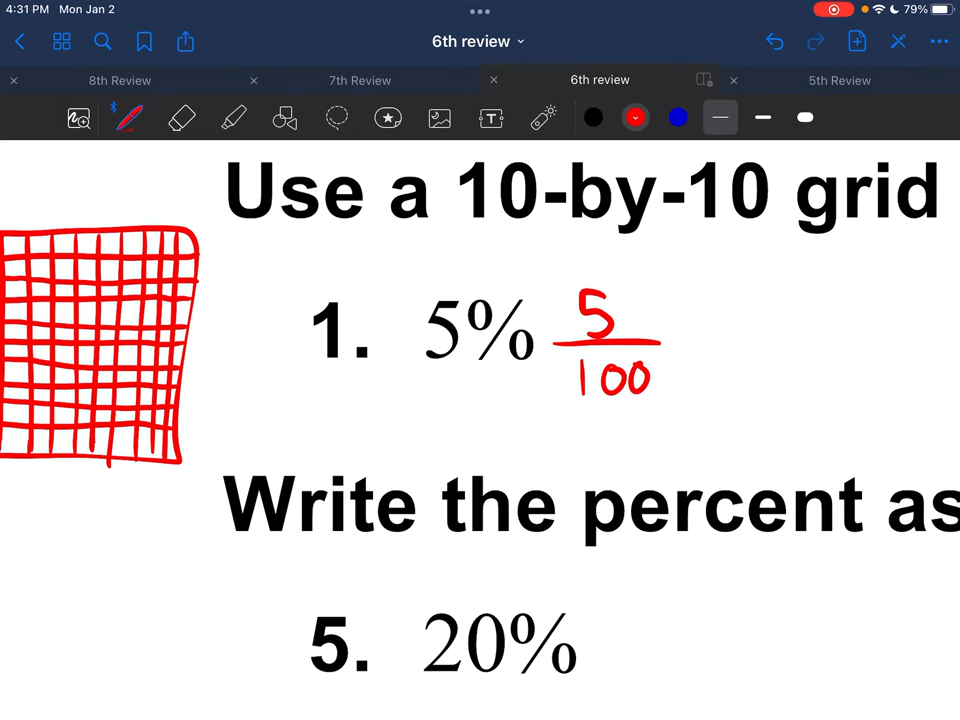 4:31 PM Mon Jan 2 79%
6th review
8th Review 7th Review 6th review 5th Review
T
Use a 10-by-10 grid
1. 5% 5
100
Write the percent as
5. 20%